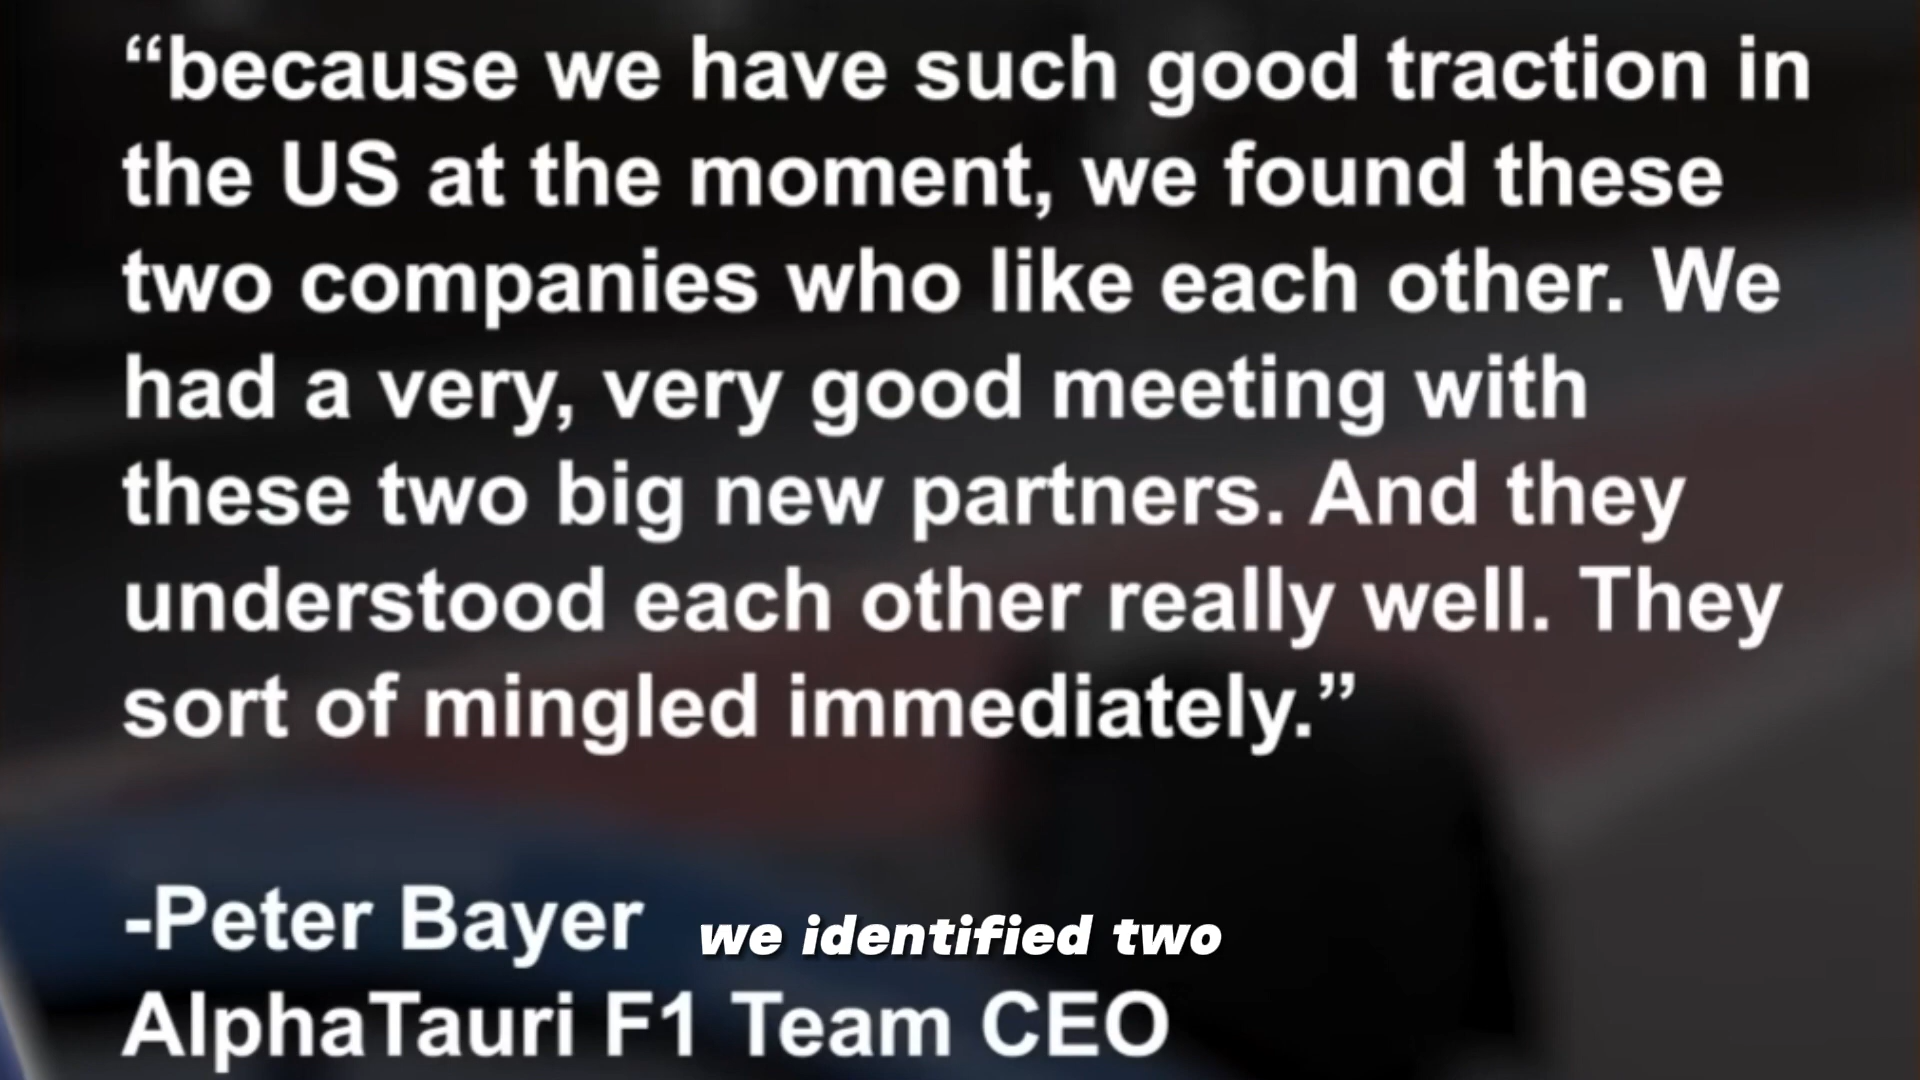 “because we have such good traction in
the US at the moment, we found these
two companies who like each other. We
had a very, very good meeting with
these two big new partners. And they
understood each other really well. They
sort of mingled immediately.”
-Peter Bayer
we identified two
AlphaTauri F1 Team CEO